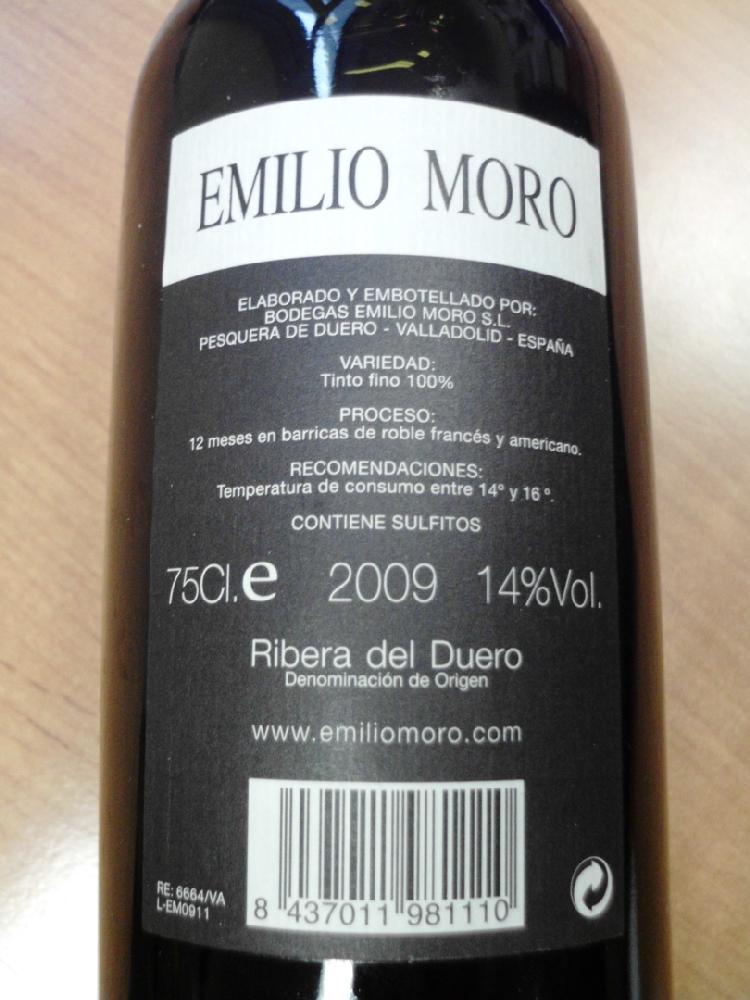 EMILIO MORO
ELABORADO Y EMBOTELLADO POR:
BODEGAS EMILIO MORO S.L.
PESQUERA DE DUERO - VALLADOLID - ESPAÑA
VARIEDAD:
Tinto fino 100%
PROCESO:
12 meses en barricas de roble francés y americano.
RECOMENDACIONES:
Temperatura de consumo entre 14° y 16 °.
CONTIENE SULFITOS
75Cl.e 2009 14%Vol.
Ribera del Duero
Denominación de Origen
www.emiliomoro.com
RE: 6664/VA
L-EM0911
8 437011 981110